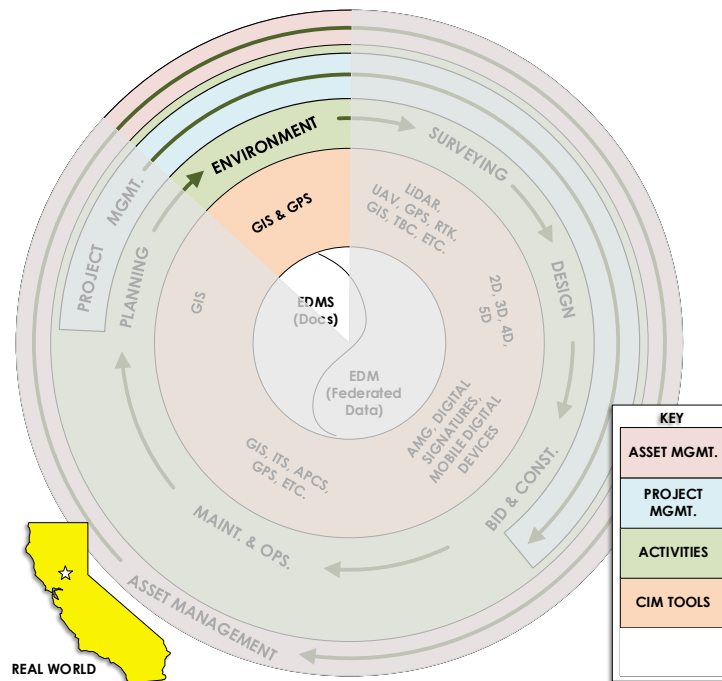 ENVIRONMENT
SURVEYING
DESIGN
BID & CONST.
MAINT. & OPS.
PLANNING
PROJECT MGMT.
ASSET MANAGEMENT
GIS & GPS
LiDAR,
UAV, GPS, RTK,
GIS, TBC, ETC.
2D, 3D, 4D,
5D
AMG, DIGITAL
SIGNATURES,
MOBILE DIGITAL
DEVICES
GIS, ITS, APCS,
GPS, ETC.
GIS
EDMS
(Docs)
EDM
(Federated
Data)
KEY
ASSET MGMT.
PROJECT
MGMT.
ACTIVITIES
CIM TOOLS
REAL WORLD